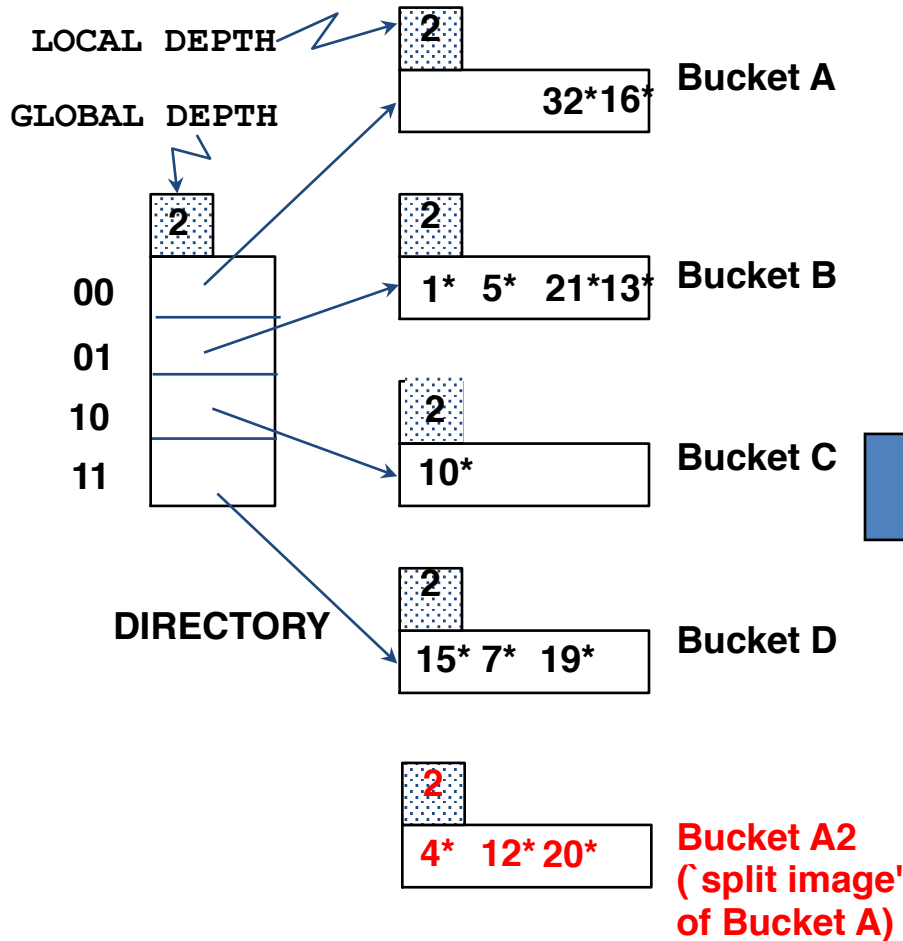 LOCAL DEPTH
GLOBAL DEPTH
2
32* 16*
Bucket A
2
00
01
10
11
DIRECTORY
2
1* 5* 21* 13*
Bucket B
2
10*
Bucket C
2
15* 7* 19*
Bucket D
2
4* 12* 20*
Bucket A2
(`split image'
of Bucket A)